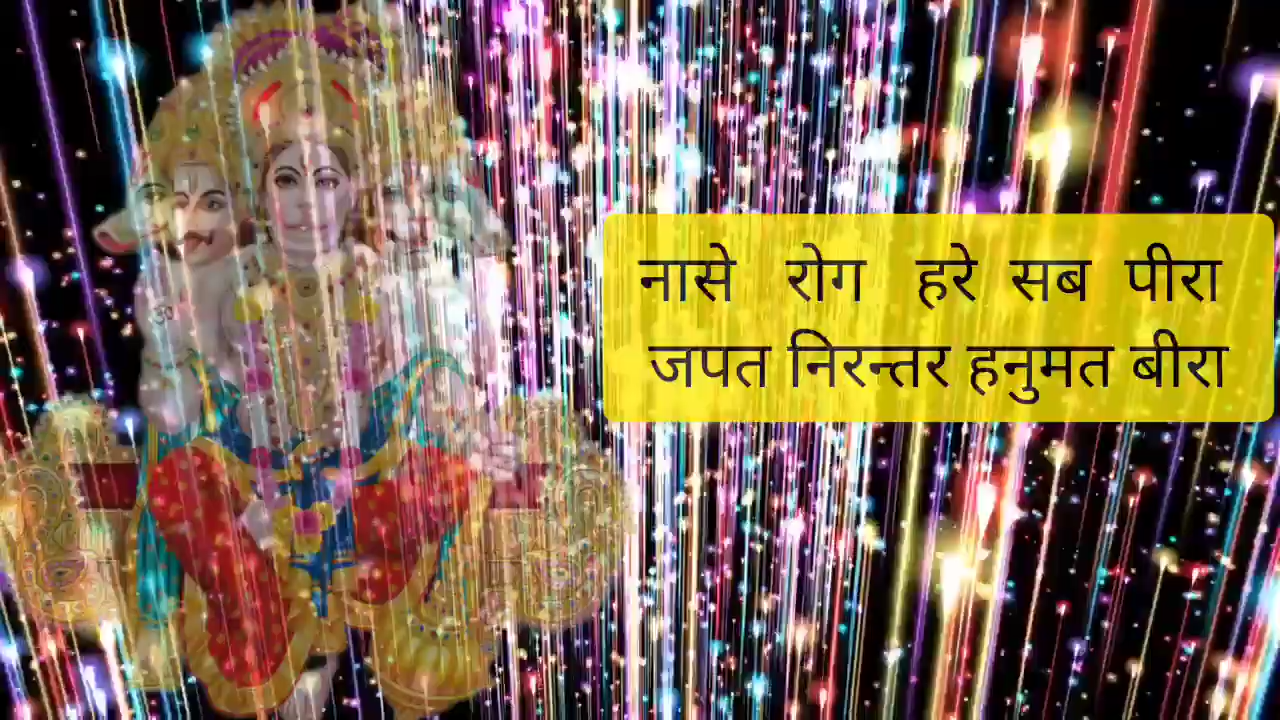 नासे रोग हरे सब पीरा
जपत निरन्तर हनुमत बीरा
ॐ